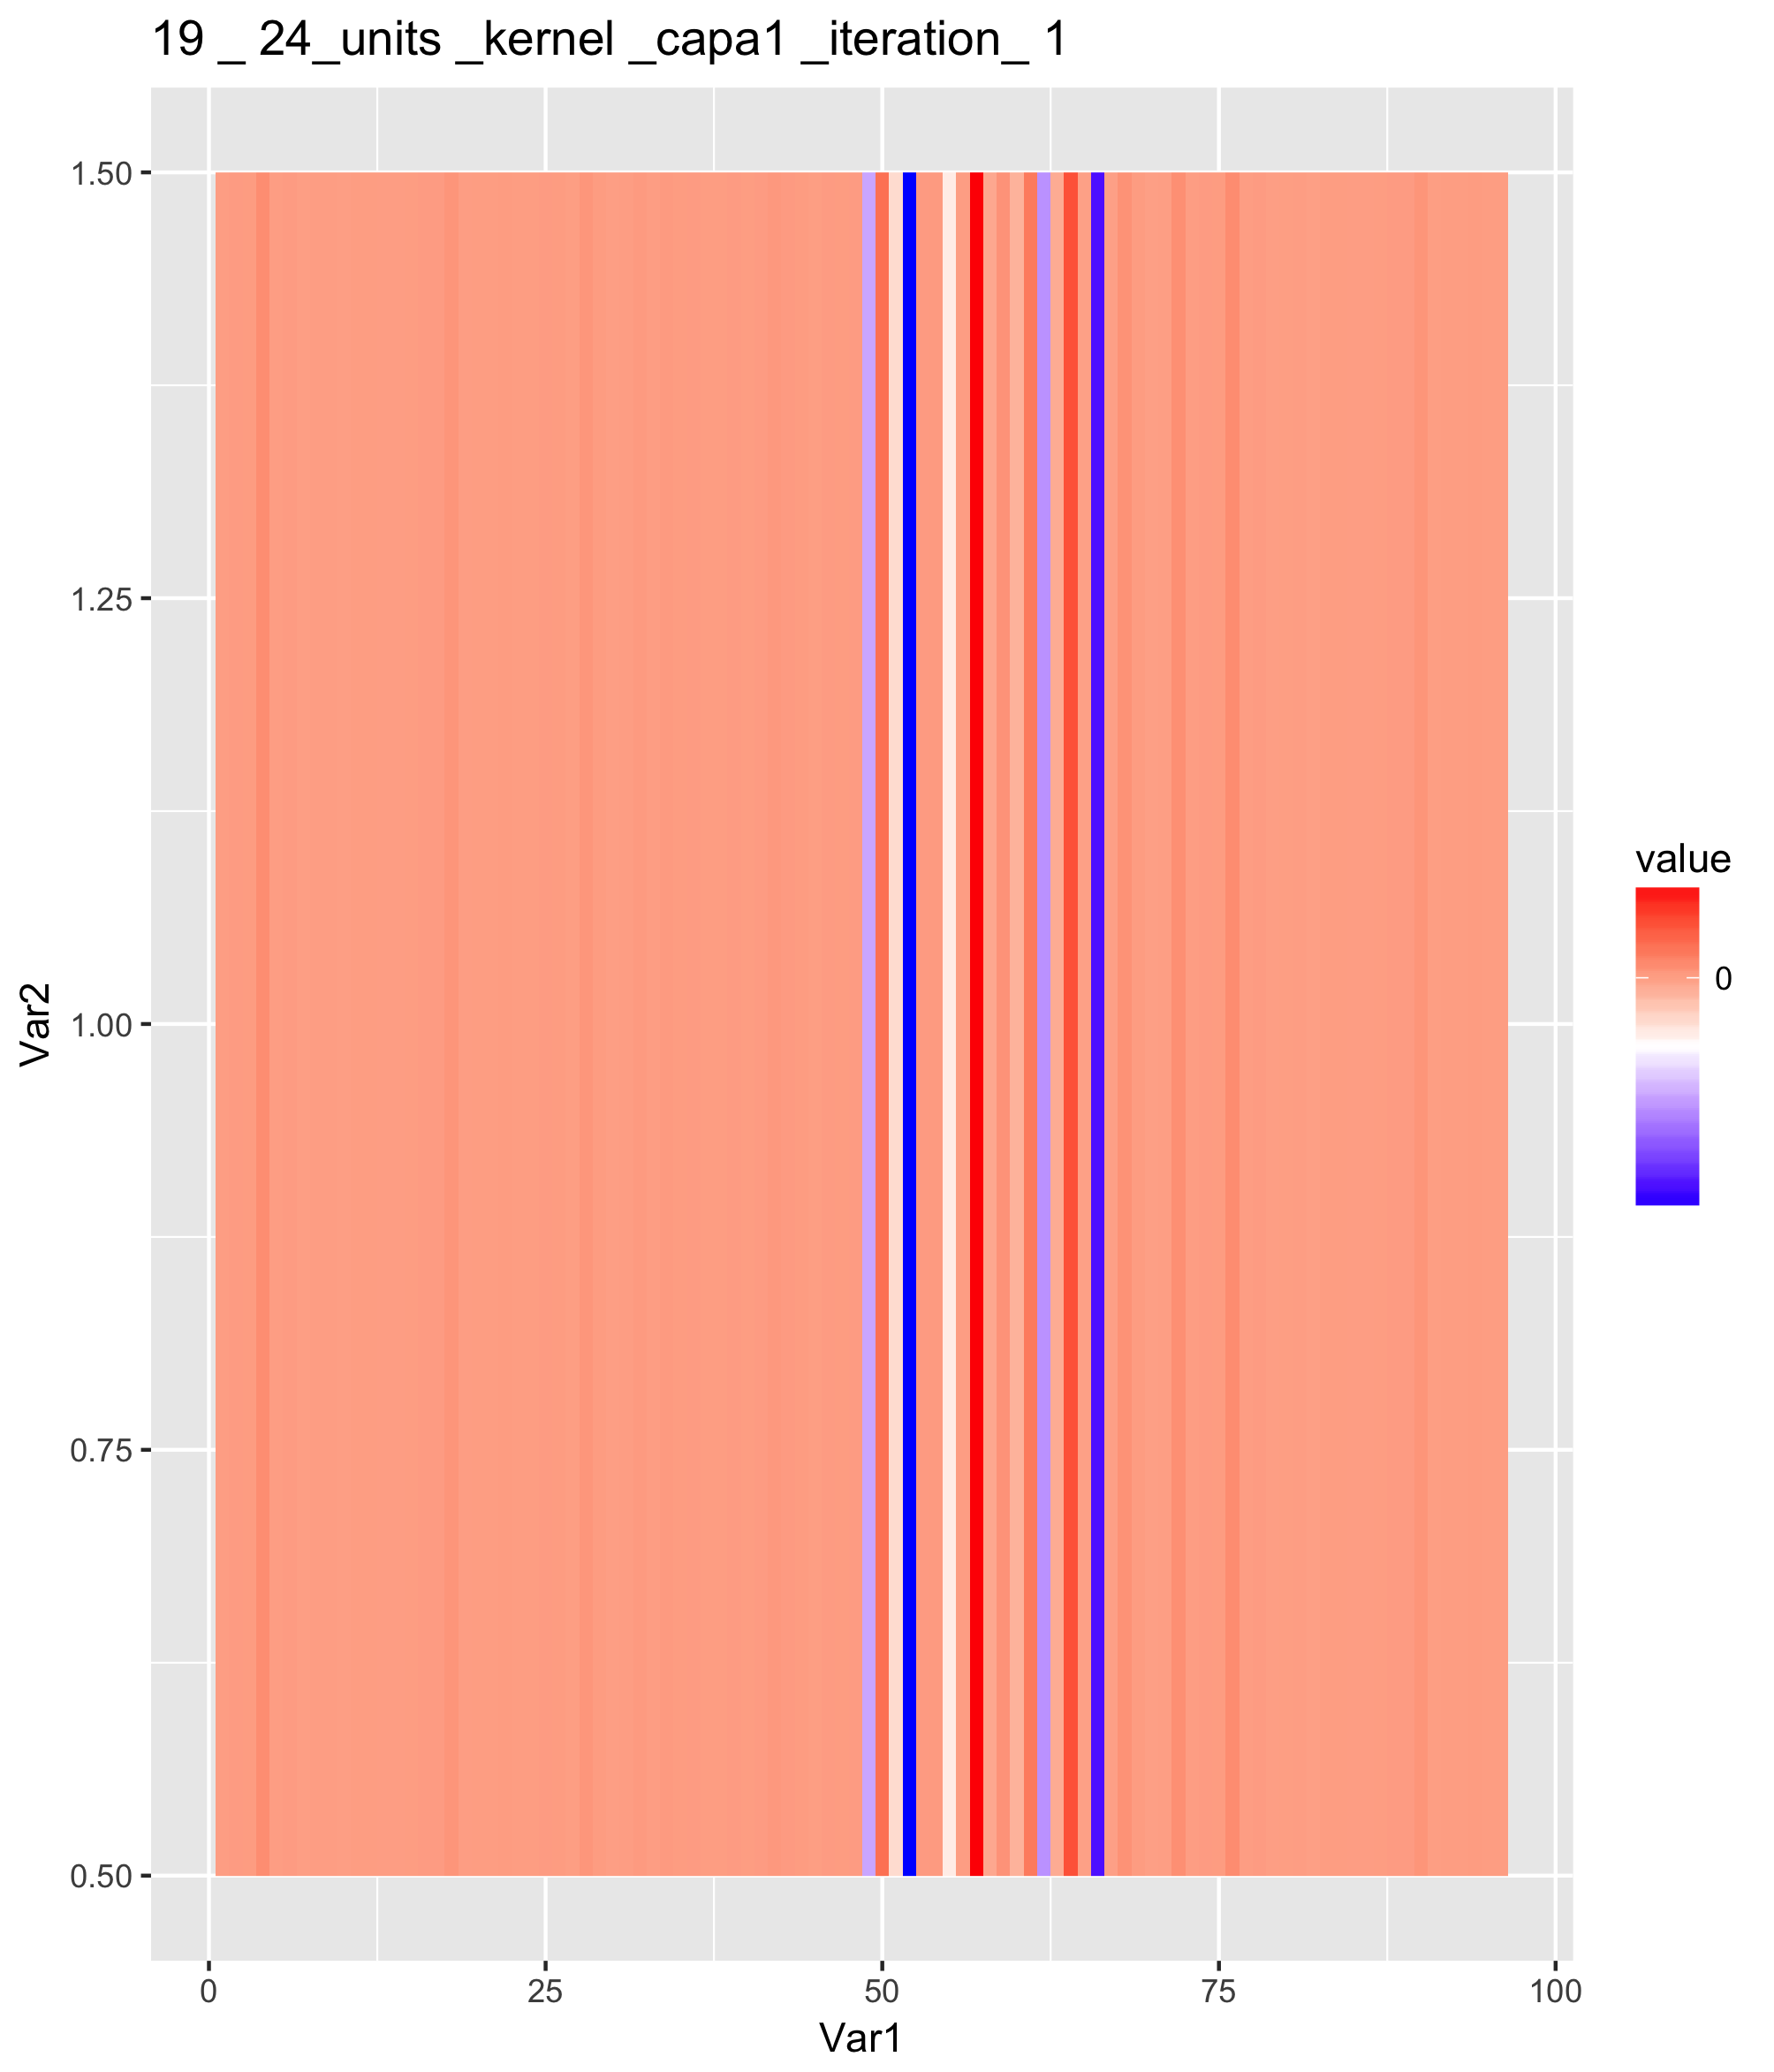 19 _ 24_units _kernel _capa1 _iteration_ 1
1.50
1.25
1.00
0.75
0.50
Var2
0
25
50
75
100
Var1
value
0